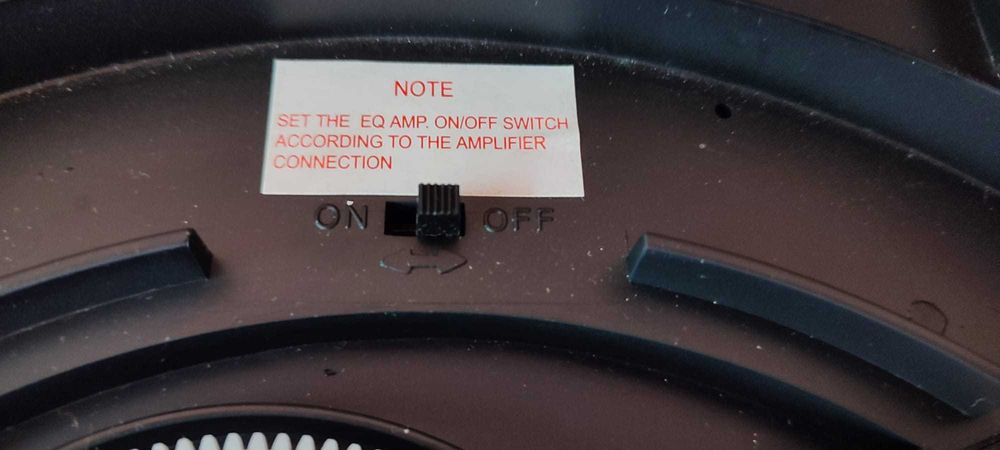 NOTE
SET THE EQ AMP. ON/OFF SWITCH
ACCORDING TO THE AMPLIFIER
CONNECTION
ON OFF